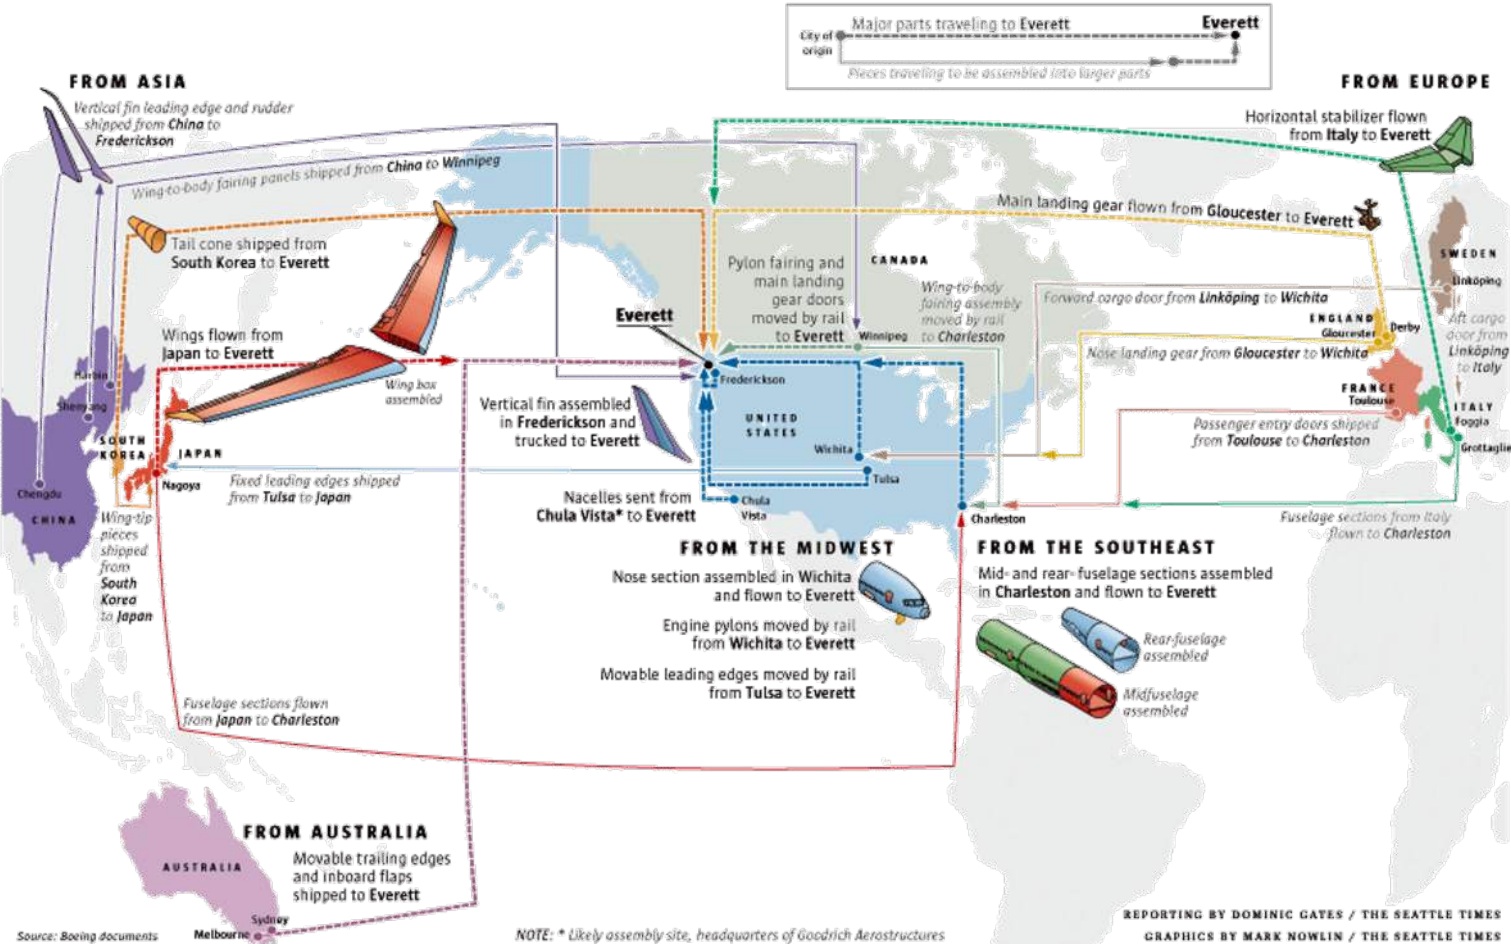 Major parts traveling to Everett
Everett
City of
origin
Pieces traveling to be assembled into larger parts
FROM ASIA
Vertical fin leading edge and rudder
shipped from China to
Frederickson
Wing-to-body fairing panels shipped from China to Winnipeg
Tail cone shipped from
South Korea to Everett
Wings flown from
Japan to Everett
Wing box
assembled
Harbin
Shenyang
SOUTH
KOREA
JAPAN
Nagoya
Chengdu
CHINA
Fixed leading edges shipped
from Tulsa to Japan
Wing-tip
pieces
shipped
from
South
Korea
to Japan
Fuselage sections flown
from Japan to Charleston
FROM EUROPE
Horizontal stabilizer flown
from Italy to Everett
Main landing gear flown from Gloucester to Everett
SWEDEN
Linköping
Forward cargo door from Linköping to Wichita
ENGLAND
Gloucester
Derby
Aft cargo
door from
Linköping
to Italy
Nose landing gear from Gloucester to Wichita
FRANCE
Toulouse
Passenger entry doors shipped
from Toulouse to Charleston
ITALY
Foggia
Grottaglie
Fuselage sections from Italy
flown to Charleston
Pylon fairing and
main landing
gear doors
moved by rail
to Everett
CANADA
Wing-to-body
fairing assembly
moved by rail
to Charleston
Winnipeg
Everett
Frederickson
Vertical fin assembled
in Frederickson and
trucked to Everett
UNITED
STATES
Wichita
Tulsa
Nacelles sent from
Chula Vista* to Everett
Chula
Vista
Charleston
FROM THE MIDWEST
Nose section assembled in Wichita
and flown to Everett
Engine pylons moved by rail
from Wichita to Everett
Movable leading edges moved by rail
from Tulsa to Everett
FROM THE SOUTHEAST
Mid- and rear-fuselage sections assembled
in Charleston and flown to Everett
Rear-fuselage
assembled
Midfuselage
assembled
FROM AUSTRALIA
Movable trailing edges
and inboard flaps
shipped to Everett
AUSTRALIA
Sydney
Melbourne
Source: Boeing documents
NOTE: * Likely assembly site, headquarters of Goodrich Aerostructures
REPORTING BY DOMINIC GATES / THE SEATTLE TIMES
GRAPHICS BY MARK NOWLIN / THE SEATTLE TIMES